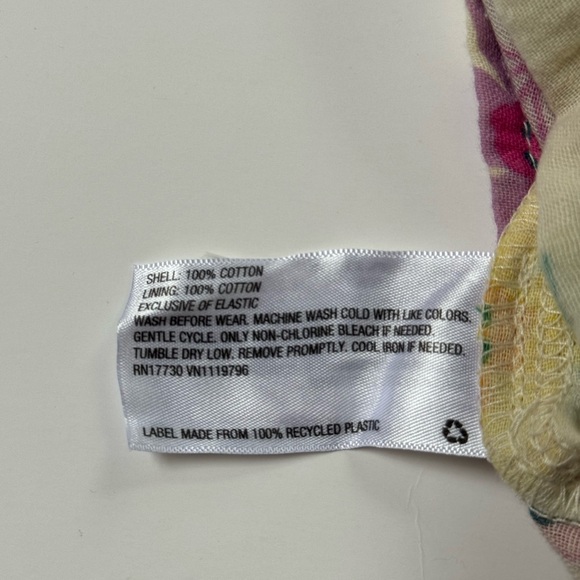 SHELL: 100% COTTON
LINING: 100% COTTON
EXCLUSIVE OF ELASTIC
WASH BEFORE WEAR. MACHINE WASH COLD WITH LIKE COLORS.
GENTLE CYCLE. ONLY NON-CHLORINE BLEACH IF NEEDED.
TUMBLE DRY LOW. REMOVE PROMPTLY. COOL IRON IF NEEDED.
RN17730 VN1119796
LABEL MADE FROM 100% RECYCLED PLASTIC